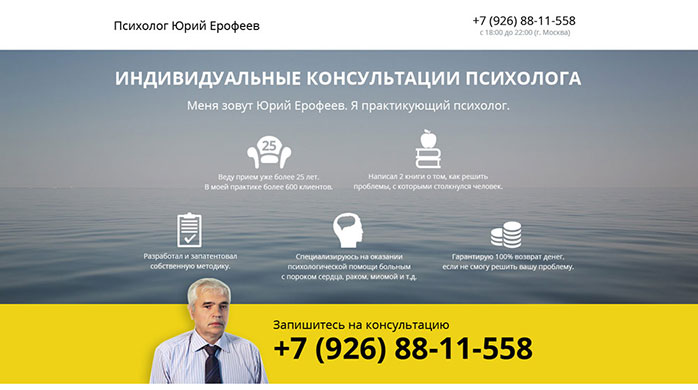 Психолог Юрий Ерофеев
+7 (926) 88-11-558
с 18:00 до 22:00 (г. Москва)
ИНДИВИДУАЛЬНЫЕ КОНСУЛЬТАЦИИ ПСИХОЛОГА
Меня зовут Юрий Ерофеев. Я практикующий психолог.
25
Веду прием уже более 25 лет.
В моей практике более 600 клиентов.
Написал 2 книги о том, как решить
проблемы, с которыми столкнулся человек.
Разработал и запатентовал
собственную методику.
Специализируюсь на оказании
психологической помощи больным
с пороком сердца, раком, миомой и т.д.
Гарантирую 100% возврат денег,
если не смогу решить вашу проблему.
Запишитесь на консультацию
+7 (926) 88-11-558